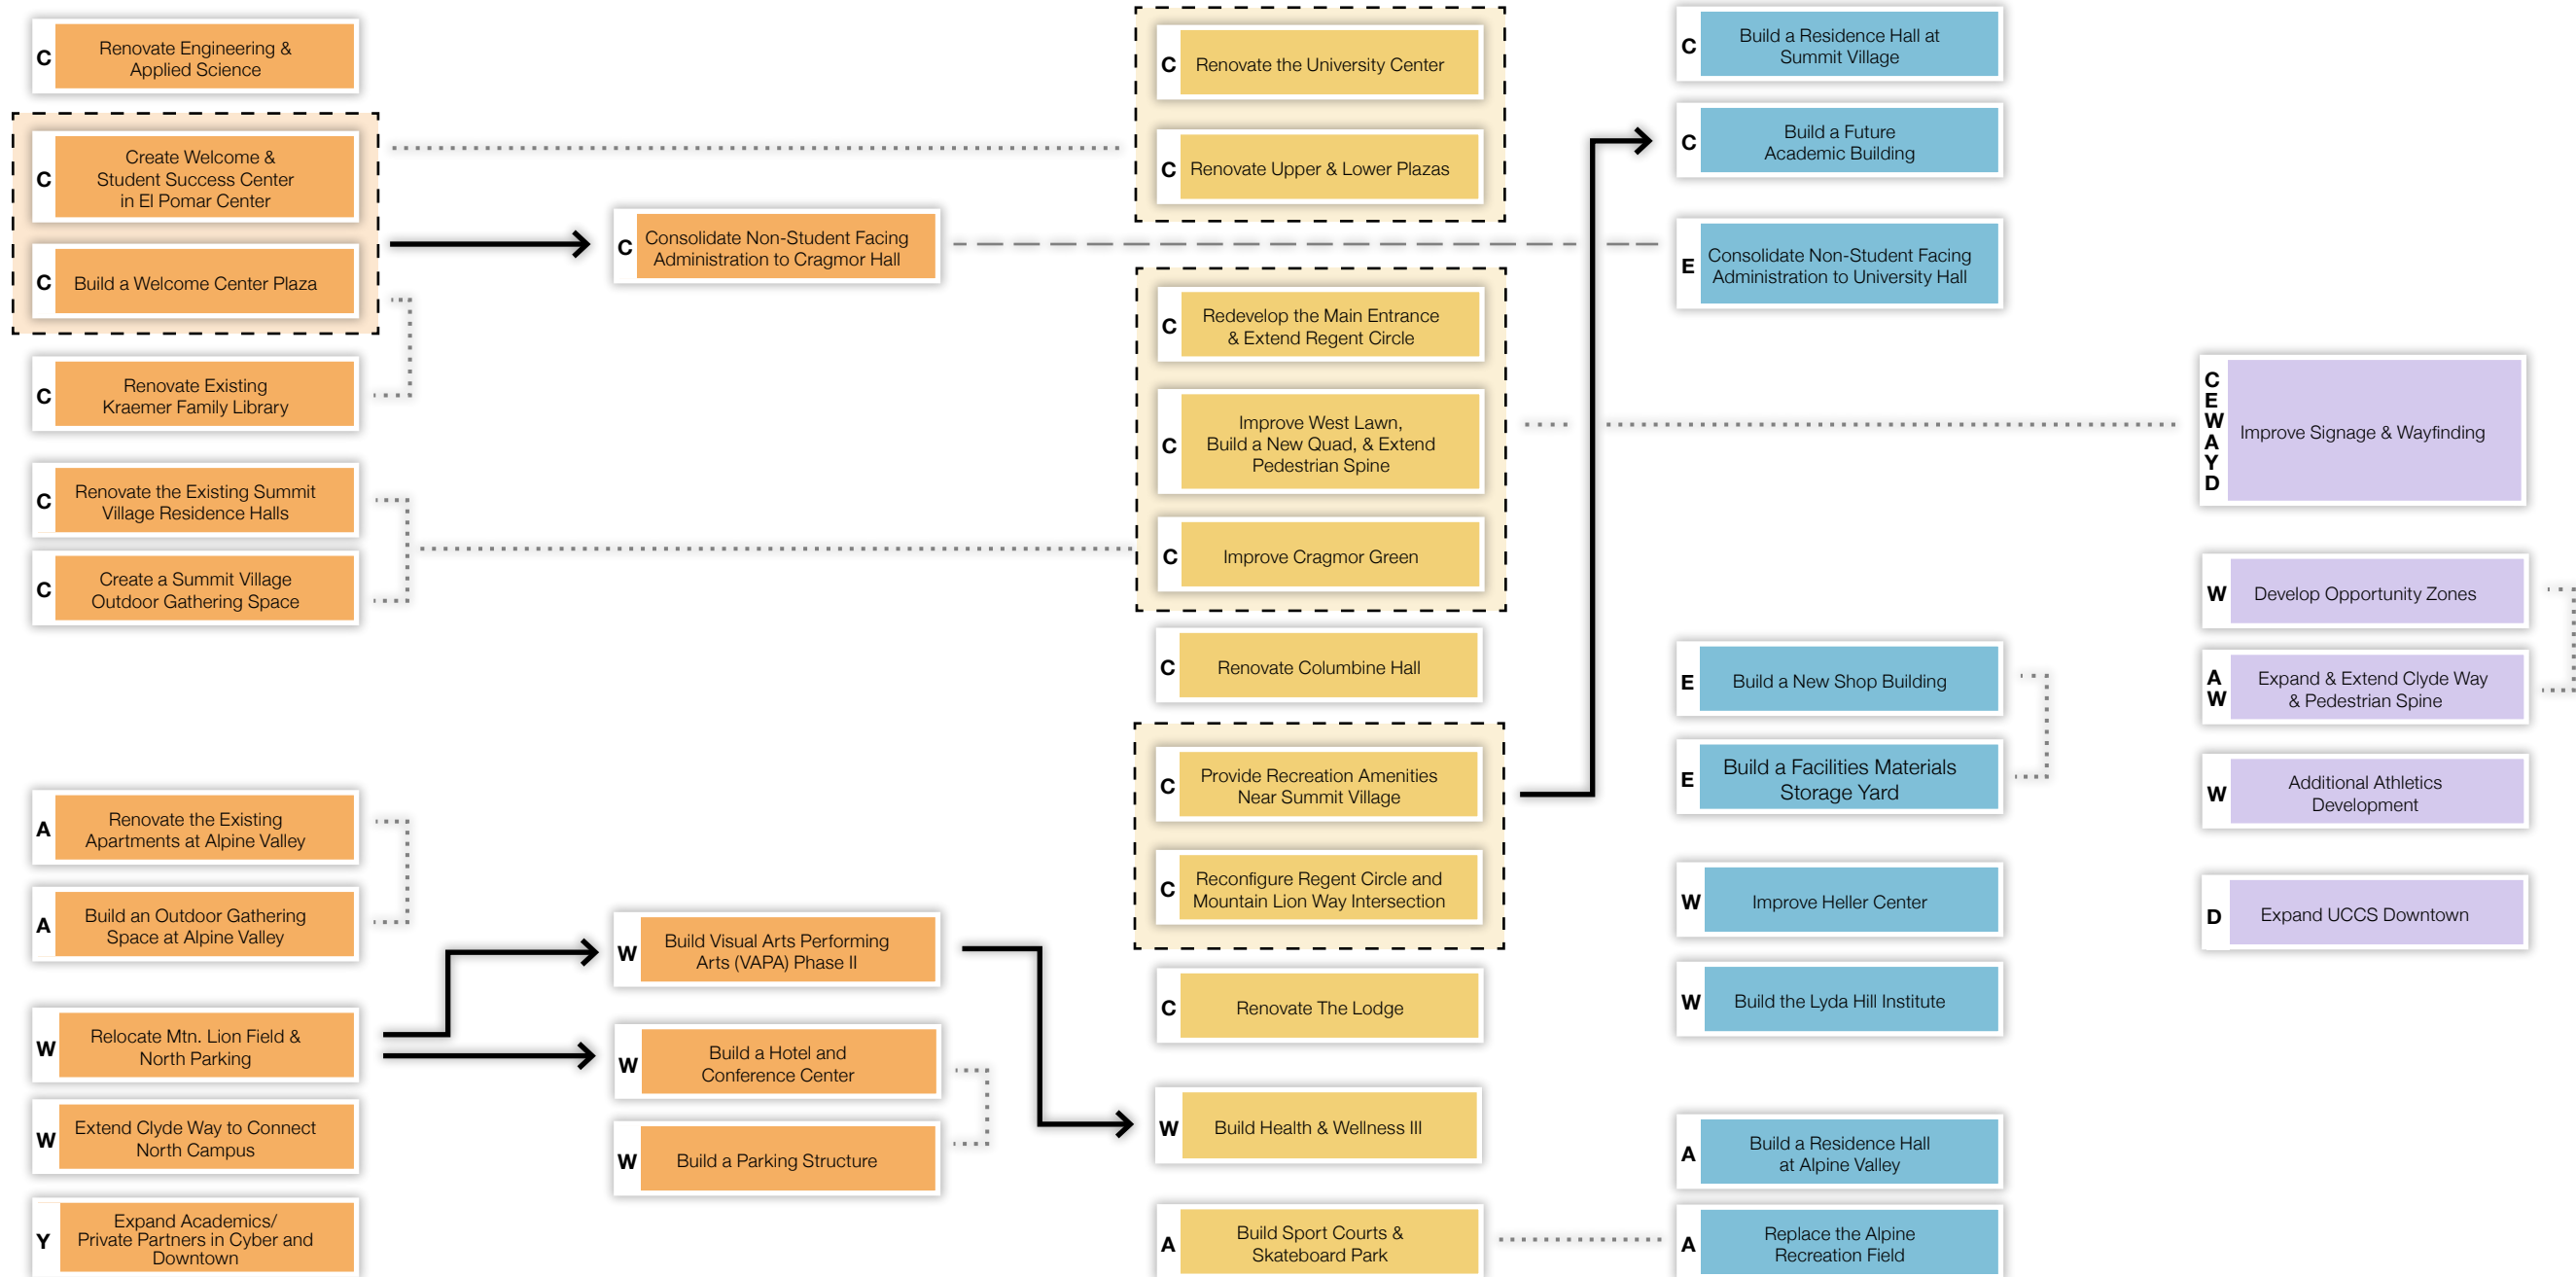 C
Renovate Engineering &
Applied Science
C
Create Welcome &
Student Success Center
in El Pomar Center
C
Build a Welcome Center Plaza
C
Renovate Existing
Kraemer Family Library
C
Renovate the Existing Summit
Village Residence Halls
C
Create a Summit Village
Outdoor Gathering Space
A
Renovate the Existing
Apartments at Alpine Valley
A
Build an Outdoor Gathering
Space at Alpine Valley
W
Relocate Mtn. Lion Field &
North Parking
W
Extend Clyde Way to Connect
North Campus
Y
Expand Academics/
Private Partners in Cyber and
Downtown
C
Consolidate Non-Student Facing
Administration to Cragmor Hall
W
Build Visual Arts Performing
Arts (VAPA) Phase II
W
Build a Hotel and
Conference Center
W
Build a Parking Structure
C
Renovate the University Center
C
Renovate Upper & Lower Plazas
C
Redevelop the Main Entrance
& Extend Regent Circle
C
Improve West Lawn,
Build a New Quad, & Extend
Pedestrian Spine
C
Improve Cragmor Green
C
Renovate Columbine Hall
C
Provide Recreation Amenities
Near Summit Village
C
Reconfigure Regent Circle and
Mountain Lion Way Intersection
C
Renovate The Lodge
W
Build Health & Wellness III
A
Build Sport Courts &
Skateboard Park
C
Build a Residence Hall at
Summit Village
C
Build a Future
Academic Building
E
Consolidate Non-Student Facing
Administration to University Hall
E
Build a New Shop Building
E
Build a Facilities Materials
Storage Yard
W
Improve Heller Center
W
Build the Lyda Hill Institute
A
Build a Residence Hall
at Alpine Valley
A
Replace the Alpine
Recreation Field
C
E
W
A
Y
D
Improve Signage & Wayfinding
W
Develop Opportunity Zones
A
W
Expand & Extend Clyde Way
& Pedestrian Spine
W
Additional Athletics
Development
D
Expand UCCS Downtown